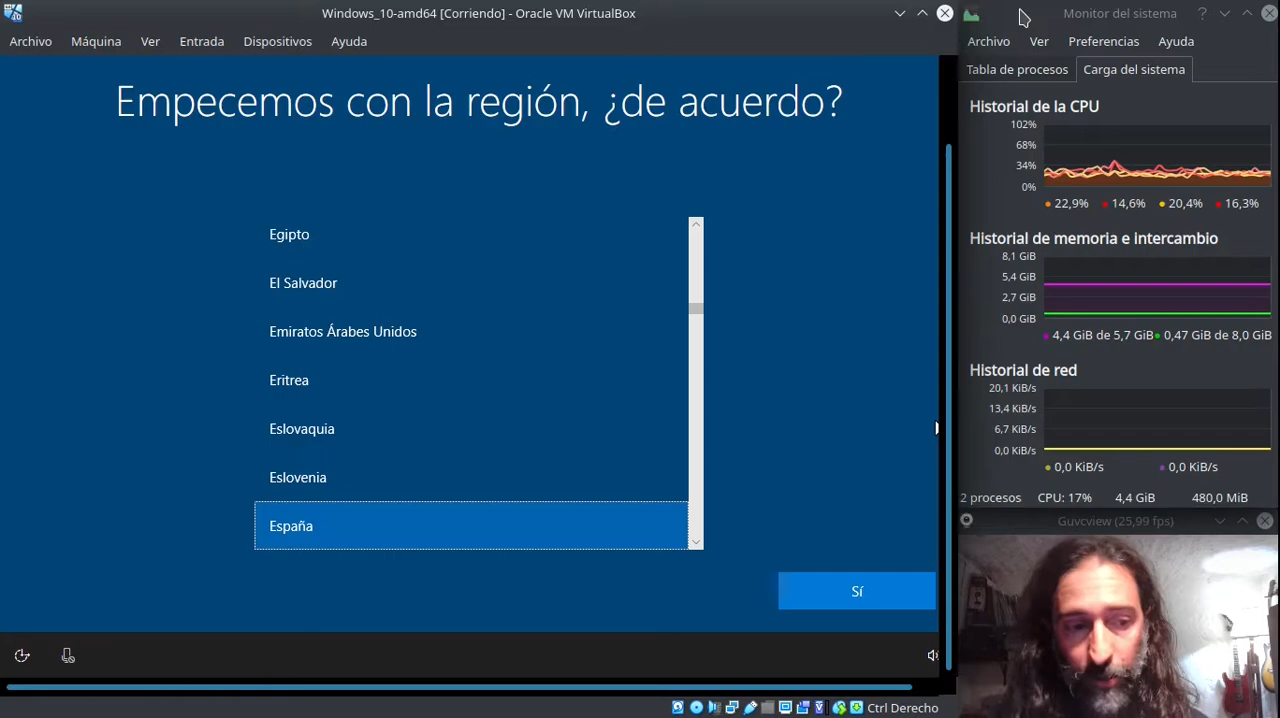 Windows_10-amd64 [Corriendo] - Oracle VM VirtualBox
Archivo Máquina Ver Entrada Dispositivos Ayuda
Empecemos con la región, ¿de acuerdo?
Egipto
El Salvador
Emiratos Árabes Unidos
Eritrea
Eslovaquia
Eslovenia
España
Sí
Ctrl Derecho
Monitor del sistema
Archivo Ver Preferencias Ayuda
Tabla de procesos Carga del sistema
Historial de la CPU
102%
68%
34%
0%
22,9% 14,6% 20,4% 16,3%
Historial de memoria e intercambio
8,1 GiB
5,4 GiB
2,7 GiB
0,0 GiB
4,4 GiB de 5,7 GiB 0,47 GiB de 8,0 GiB
Historial de red
20,1 KiB/s
13,4 KiB/s
6,7 KiB/s
0,0 KiB/s
0,0 KiB/s 0,0 KiB/s
2 procesos CPU: 17% 4,4 GiB 480,0 MiB
Guvcview (25,99 fps)